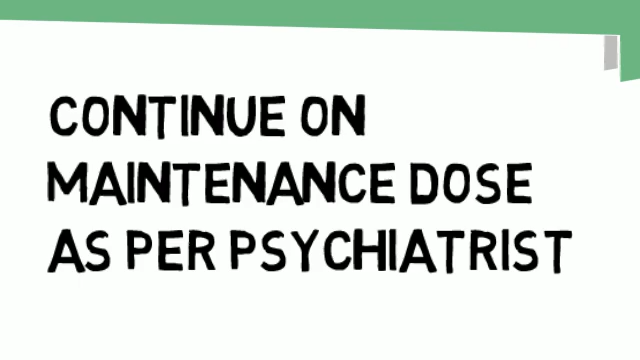 CONTINUE ON
MAINTENANCE DOSE
AS PER PSYCHIATRIST